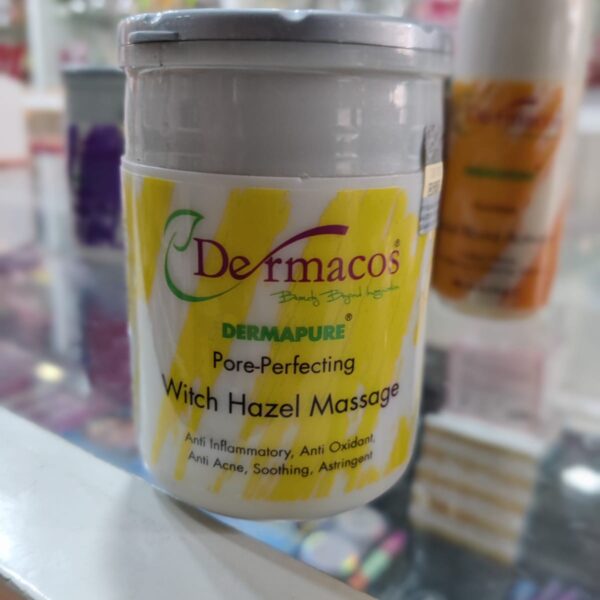 Dermacos®
Beauty Beyond Imagination
DERMAPURE®
Pore-Perfecting
Witch Hazel Massage
Anti Inflammatory, Anti Oxidant,
Anti Acne, Soothing, Astringent